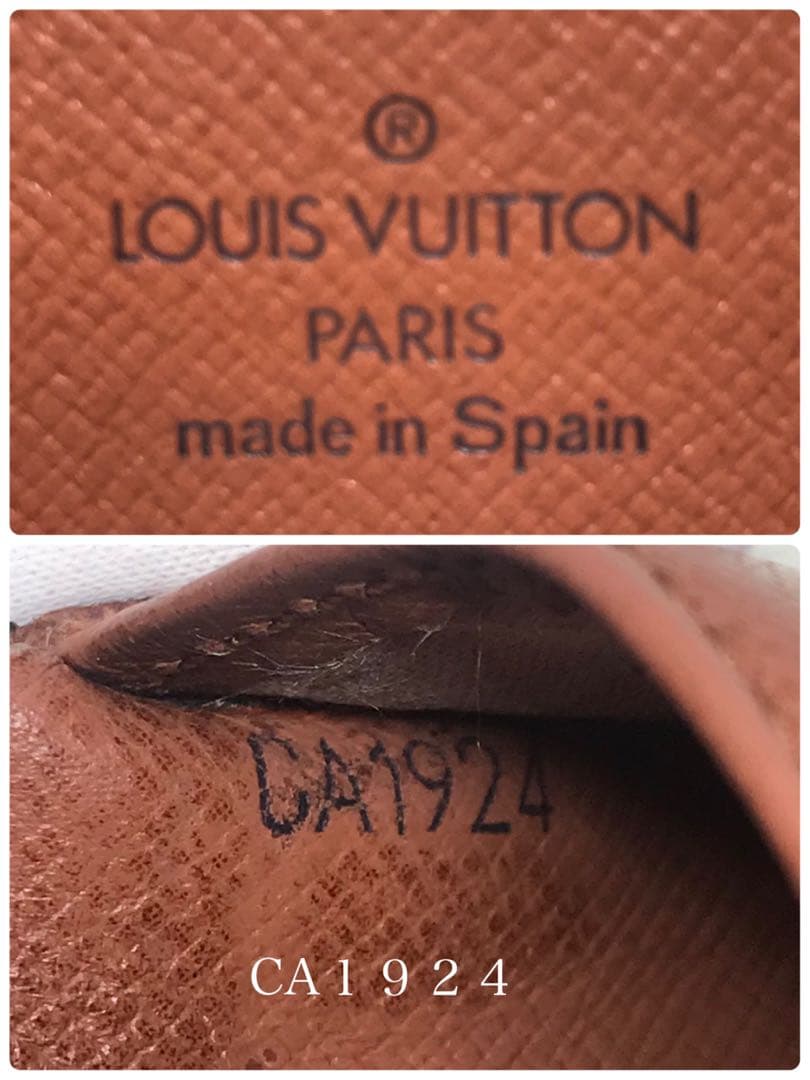 ®
LOUIS VUITTON
PARIS
made in Spain
CA1924
CA１９２４